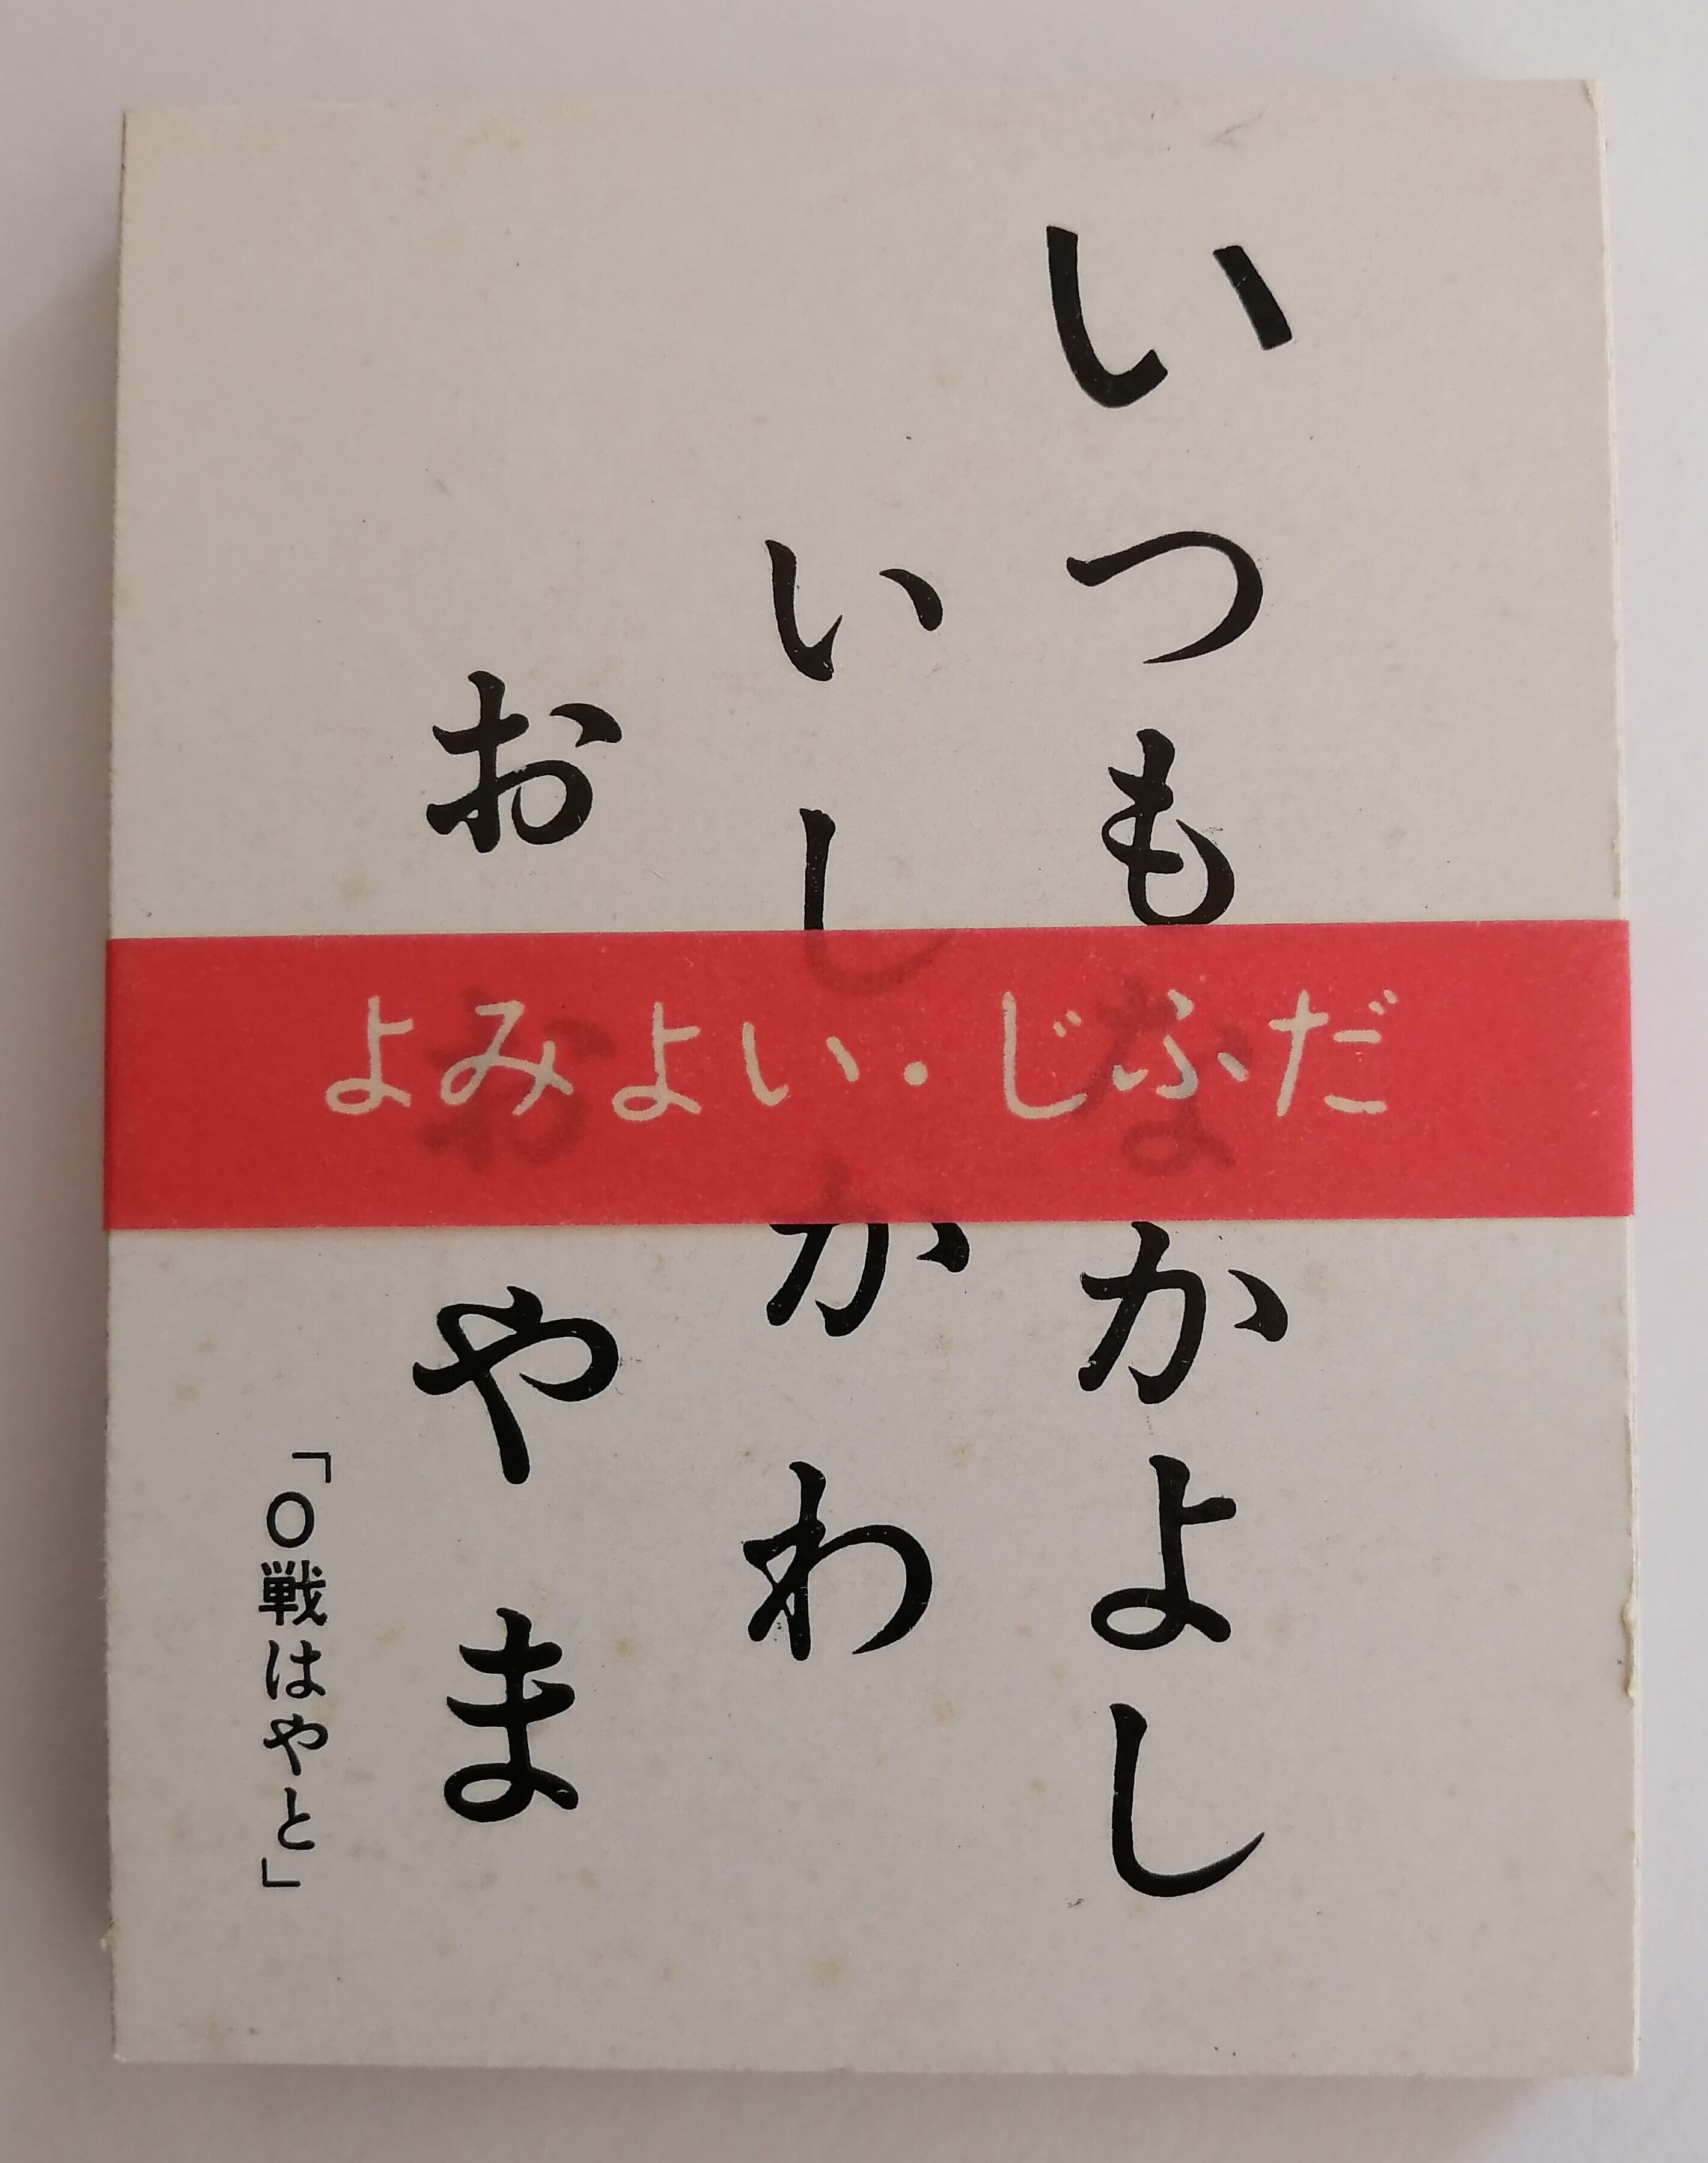 いつもなかよし
いしかわ
おおやま
「０戦はやと」
よみよい・じふだ